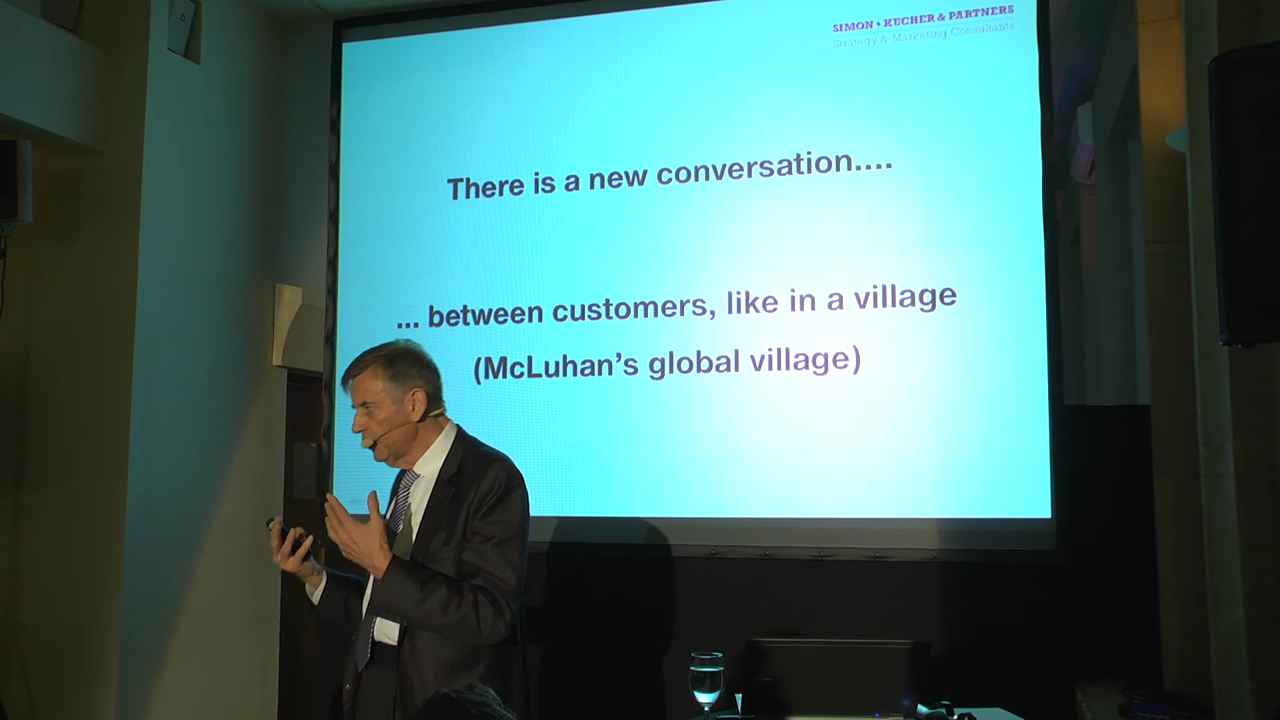 SIMON • KUCHER & PARTNERS
Strategy & Marketing Consultants
There is a new conversation....
... between customers, like in a village
(McLuhan’s global village)